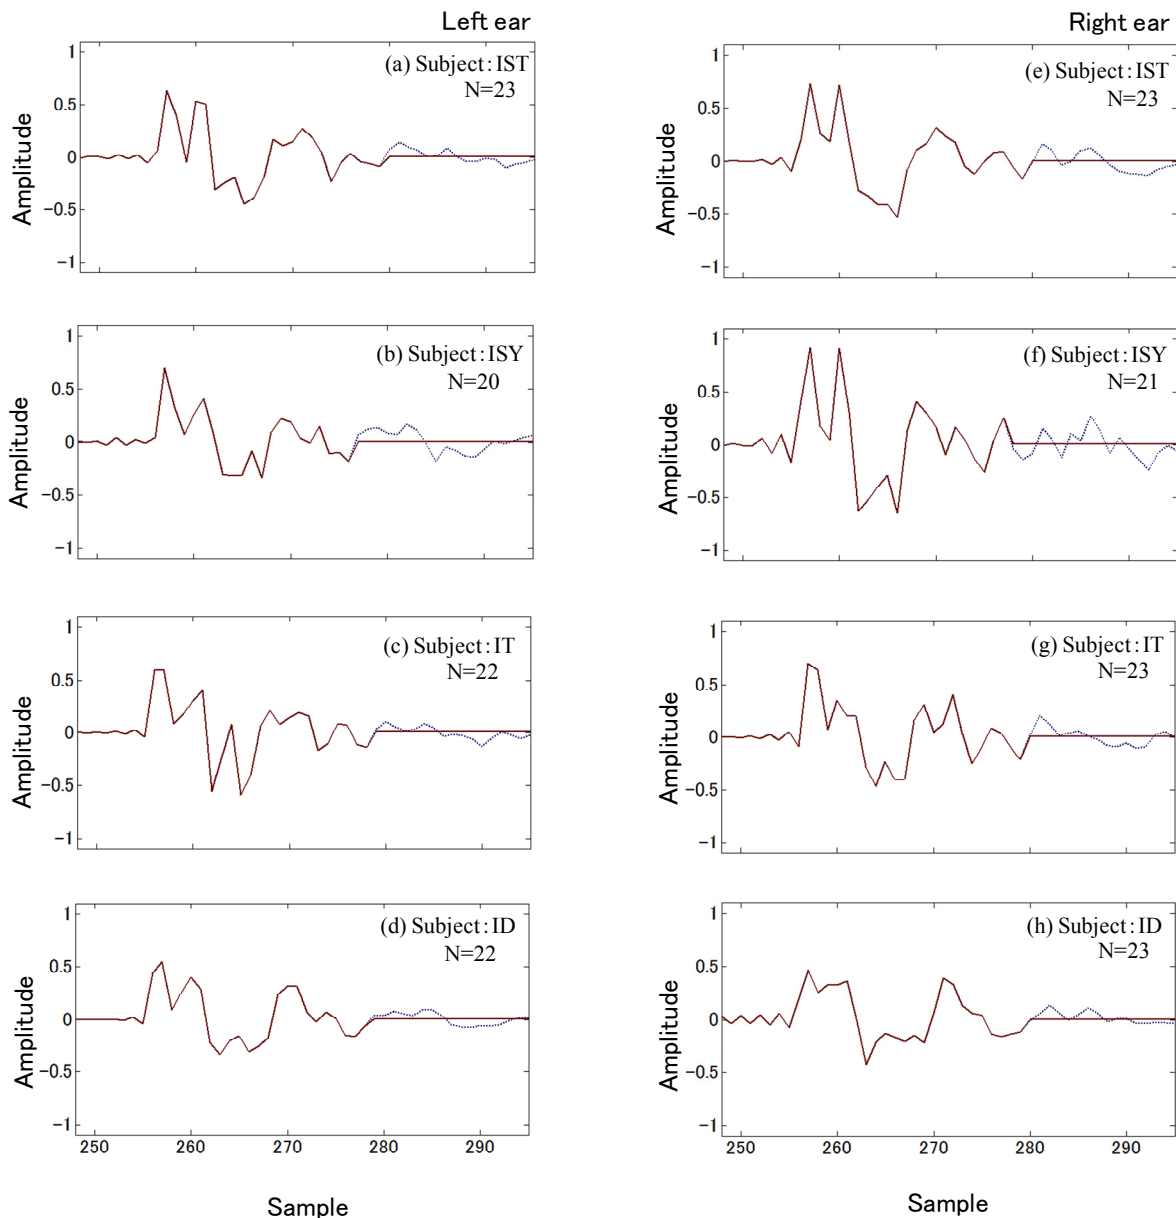 Left ear
Amplitude
1
0.5
0
−0.5
−1
(a) Subject:IST
N=23
Amplitude
1
0.5
0
−0.5
−1
(b) Subject:ISY
N=20
Amplitude
1
0.5
0
−0.5
−1
(c) Subject:IT
N=22
Amplitude
1
0.5
0
−0.5
−1
(d) Subject:ID
N=22
250 260 270 280 290
Sample
Right ear
Amplitude
1
0.5
0
−0.5
−1
(e) Subject:IST
N=23
Amplitude
1
0.5
0
−0.5
−1
(f) Subject:ISY
N=21
Amplitude
1
0.5
0
−0.5
−1
(g) Subject:IT
N=23
Amplitude
1
0.5
0
−0.5
−1
(h) Subject:ID
N=23
250 260 270 280 290
Sample